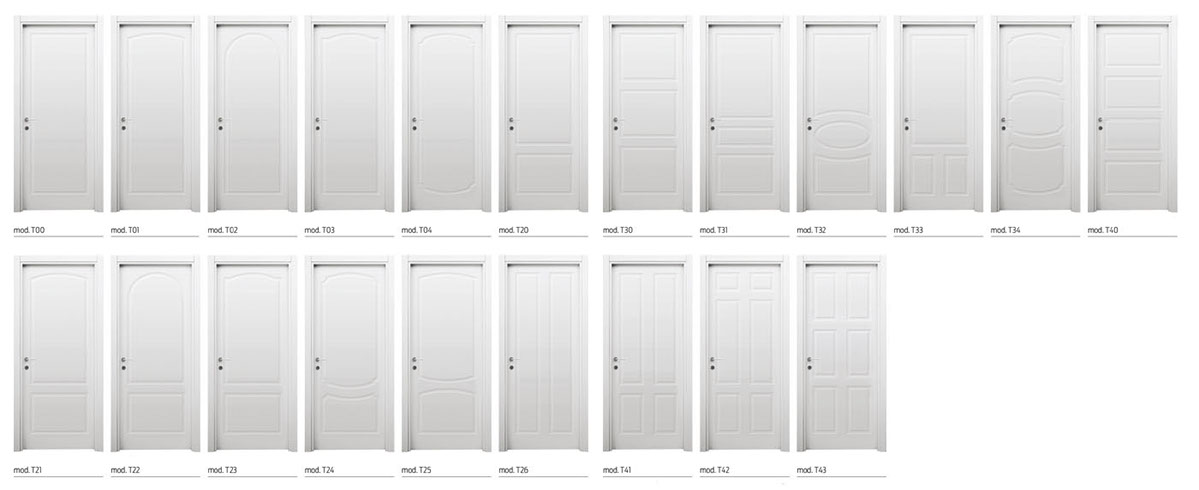 mod. T00
mod. T01
mod. T02
mod. T03
mod. T04
mod. T20
mod. T30
mod. T31
mod. T32
mod. T33
mod. T34
mod. T40
mod. T21
mod. T22
mod. T23
mod. T24
mod. T25
mod. T26
mod. T41
mod. T42
mod. T43